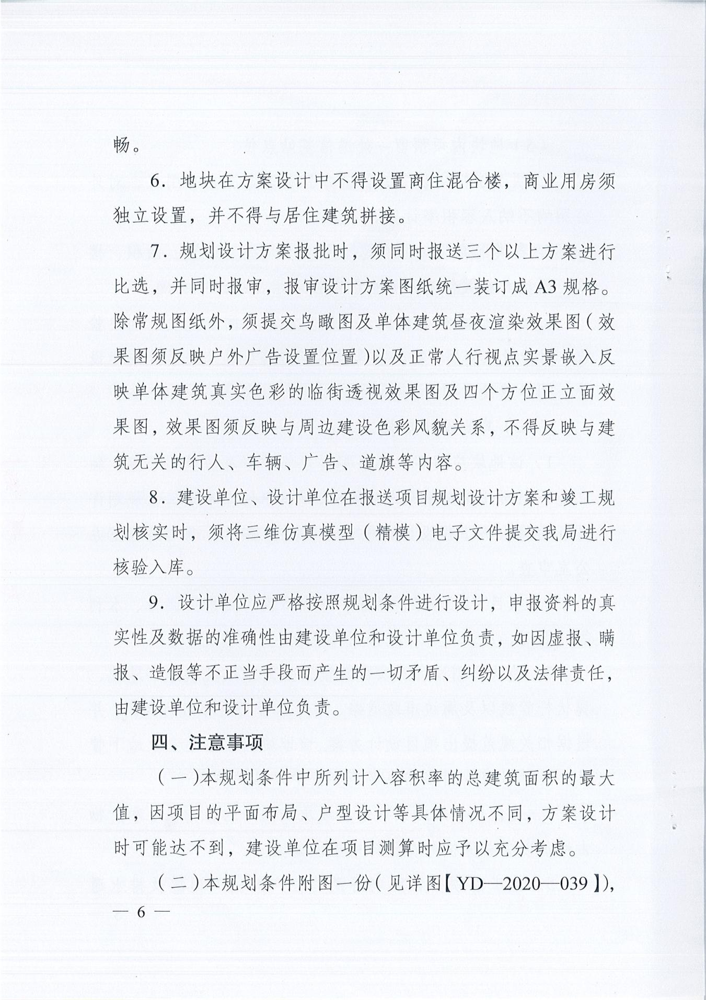 畅。
6．地块在方案设计中不得设置商住混合楼，商业用房须
独立设置，并不得与居住建筑拼接。
7．规划设计方案报批时，须同时报送三个以上方案进行
比选，并同时报审，报审设计方案图纸统一装订成 A3 规格。
除常规图纸外，须提交鸟瞰图及单体建筑昼夜渲染效果图（效
果图须反映户外广告设置位置）以及正常人行视点实景嵌入反
映单体建筑真实色彩的临街透视效果图及四个方位正立面效
果图，效果图须反映与周边建设色彩风貌关系，不得反映与建
筑无关的行人、车辆、广告、道旗等内容。
8．建设单位、设计单位在报送项目规划设计方案和竣工规
划核实时，须将三维仿真模型（精模）电子文件提交我局进行
核验入库。
9．设计单位应严格按照规划条件进行设计，申报资料的真
实性及数据的准确性由建设单位和设计单位负责，如因虚报、瞒
报、造假等不正当手段而产生的一切矛盾、纠纷以及法律责任，
由建设单位和设计单位负责。
四、注意事项
（一）本规划条件中所列计入容积率的总建筑面积的最大
值，因项目的平面布局、户型设计等具体情况不同，方案设计
时可能达不到，建设单位在项目测算时应予以充分考虑。
（二）本规划条件附图一份（见详图【YD—2020—039】），
— 6 —